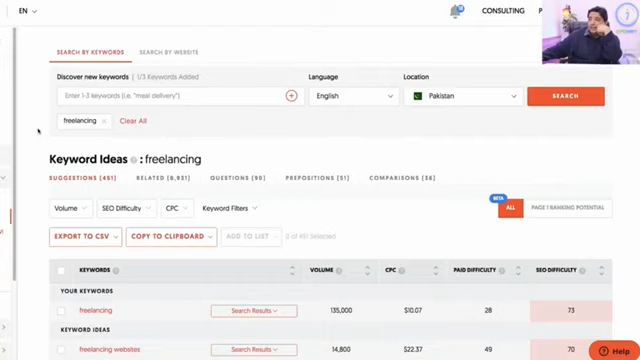 EN
CONSULTING
SEARCH BY KEYWORDS
SEARCH BY WEBSITE
Discover new keywords | 1/3 Keywords Added
Language
Location
Enter 1-3 keywords (i.e. "meal delivery")
English
Pakistan
SEARCH
freelancing ×
Clear All
Keyword Ideas : freelancing
SUGGESTIONS (451)
RELATED (8,921)
QUESTIONS (90)
PREPOSITIONS (51)
COMPARISONS (36)
BETA
Volume
SEO Difficulty
CPC
Keyword Filters
ALL
PAGE 1 RANKING POTENTIAL
EXPORT TO CSV
COPY TO CLIPBOARD
ADD TO LIST
0 of 451 Selected
KEYWORDS
VOLUME
CPC
PAID DIFFICULTY
SEO DIFFICULTY
YOUR KEYWORDS
freelancing
Search Results
135,000
$10.07
28
73
KEYWORD IDEAS
freelancing websites
Search Results
14,800
$22.37
49
70
Help